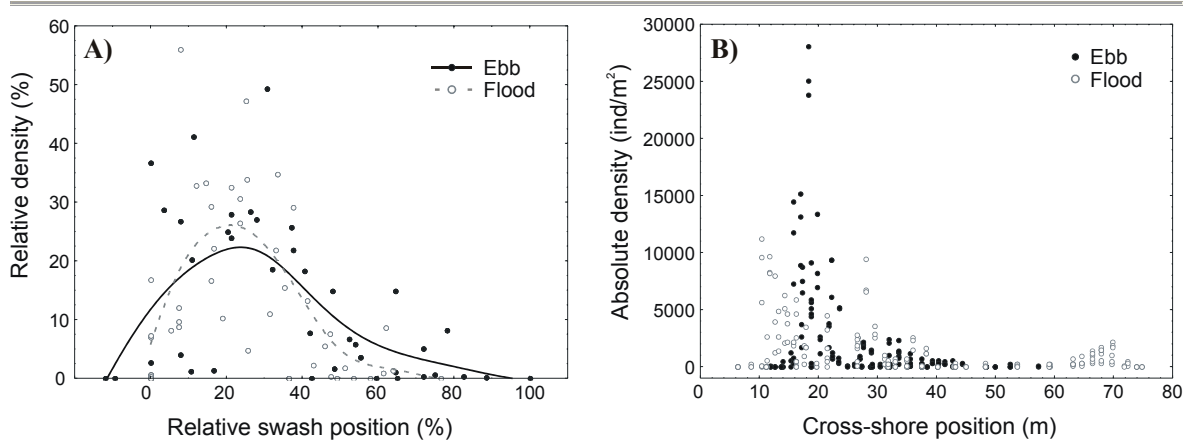 A)
Ebb
Flood
Relative density (%)
60
50
40
30
20
10
0
0 20 40 60 80 100
Relative swash position (%)
B)
Ebb
Flood
Absolute density (ind/m²)
30000
25000
20000
15000
10000
5000
0
0 10 20 30 40 50 60 70 80
Cross-shore position (m)